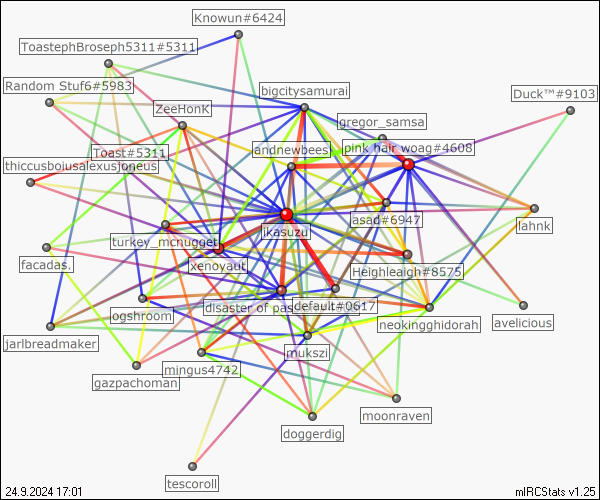 Knowun#6424
ToastephBroseph5311#5311
Random Stuf6#5983
bigcitysamurai
Duck™#9103
ZeeHonK
gregor_samsa
andnewbees
pink hair woag#4608
Toast#5311
thiccusboiusalexusjoneus
asad#6947
lahnk
ikasuzu
turkey_mcnugget
xenoyaut
facadas.
Heighleaigh#8575
disaster of pas
default#0617
ogshroom
neokingghidorah
avelicious
jarlbreadmaker
mukszi
mingus4742
gazpachoman
moonraven
doggerdig
tescoroll
24.9.2024 17:01
mIRCStats v1.25